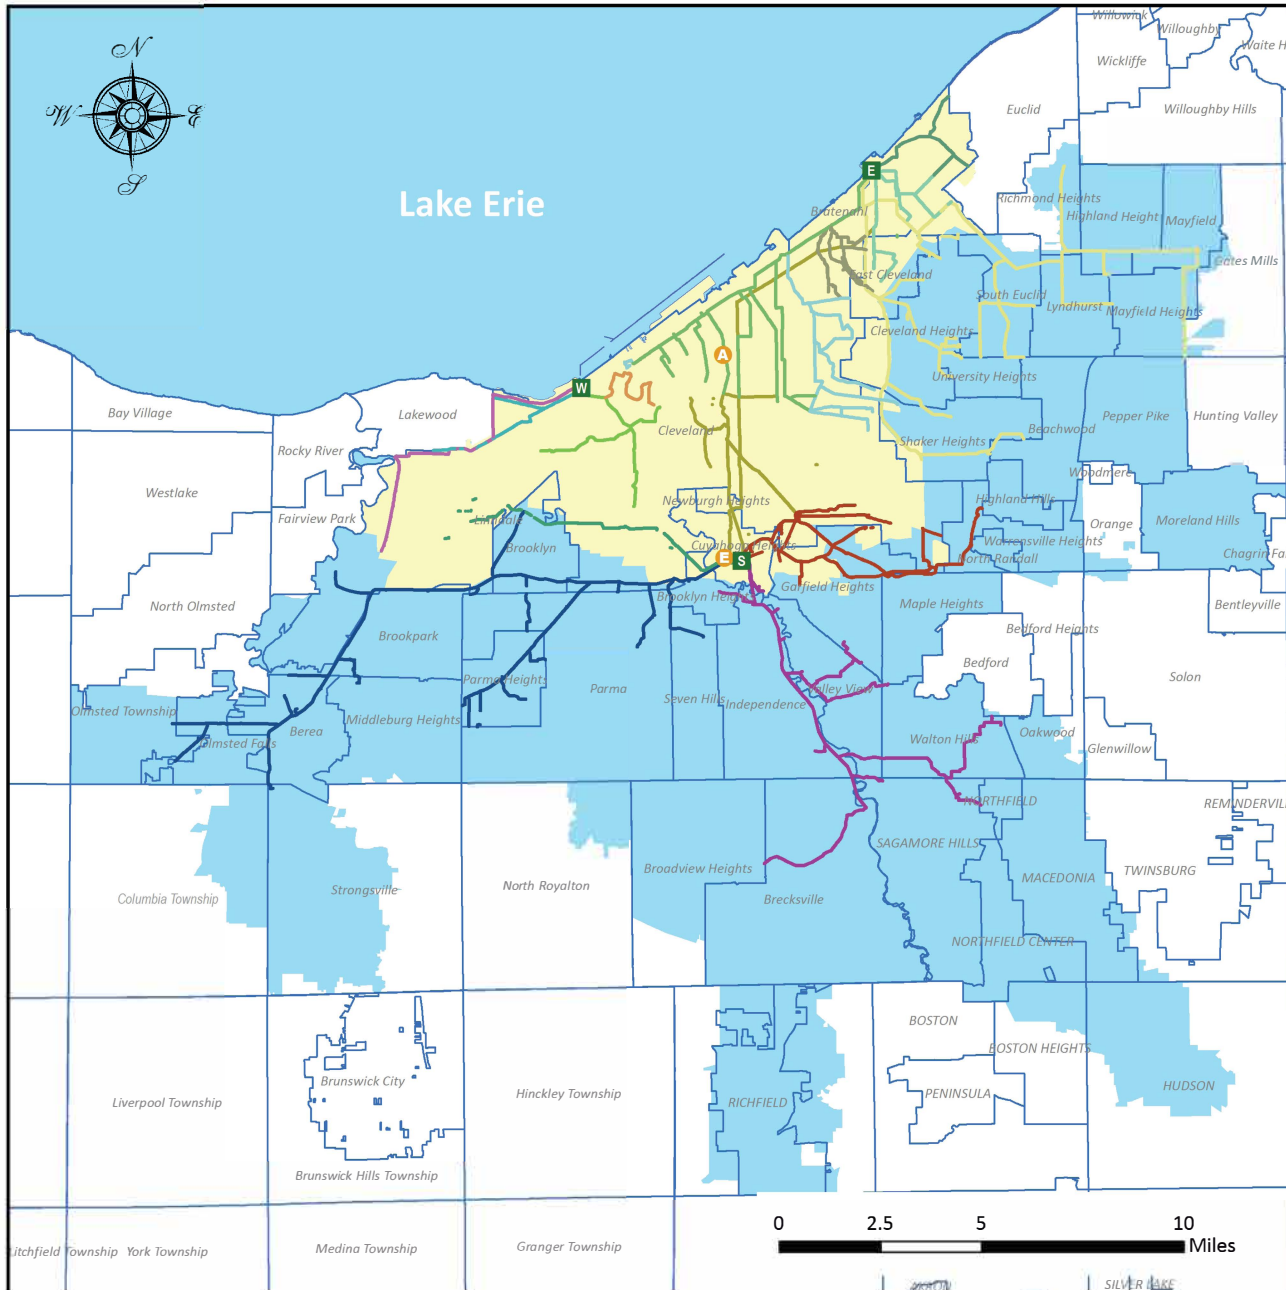 N
W
E
S
Lake Erie
Willowick
Willoughby
Waite H
Wickliffe
Euclid
Willoughby Hills
E
Richmond Heights
Bratenahl
Highland Height
Mayfield
East Cleveland
Gates Mills
South Euclid
Lyndhurst
Mayfield Heights
Cleveland Heights
A
University Heights
W
Bay Village
Lakewood
Pepper Pike
Hunting Valley
Cleveland
Beachwood
Shaker Heights
Rocky River
Woodmere
Westlake
Newburgh Heights
Highland Hills
Fairview Park
Linndale
Orange
Moreland Hills
Brooklyn
Cuyahoga Heights
Warrensville Heights
Chagrin Fa
E
S
North Randall
Garfield Heights
Brooklyn Heights
North Olmsted
Maple Heights
Bentleyville
Bedford Heights
Brookpark
Bedford
Parma Heights
Parma
Valley View
Solon
Seven Hills
Independence
Olmsted Township
Middleburg Heights
Berea
Olmsted Falls
Walton Hills
Oakwood
Glenwillow
NORTHFIELD
REMINDERVIL
SAGAMORE HILLS
Broadview Heights
TWINSBURG
MACEDONIA
North Royalton
Strongsville
Columbia Township
Brecksville
NORTHFIELD CENTER
BOSTON
BOSTON HEIGHTS
Brunswick City
HUDSON
Hinckley Township
PENINSULA
Liverpool Township
RICHFIELD
Brunswick Hills Township
0 2.5 5 10
Miles
Litchfield Township
York Township
Medina Township
Granger Township
AKRON
SILVER LAKE